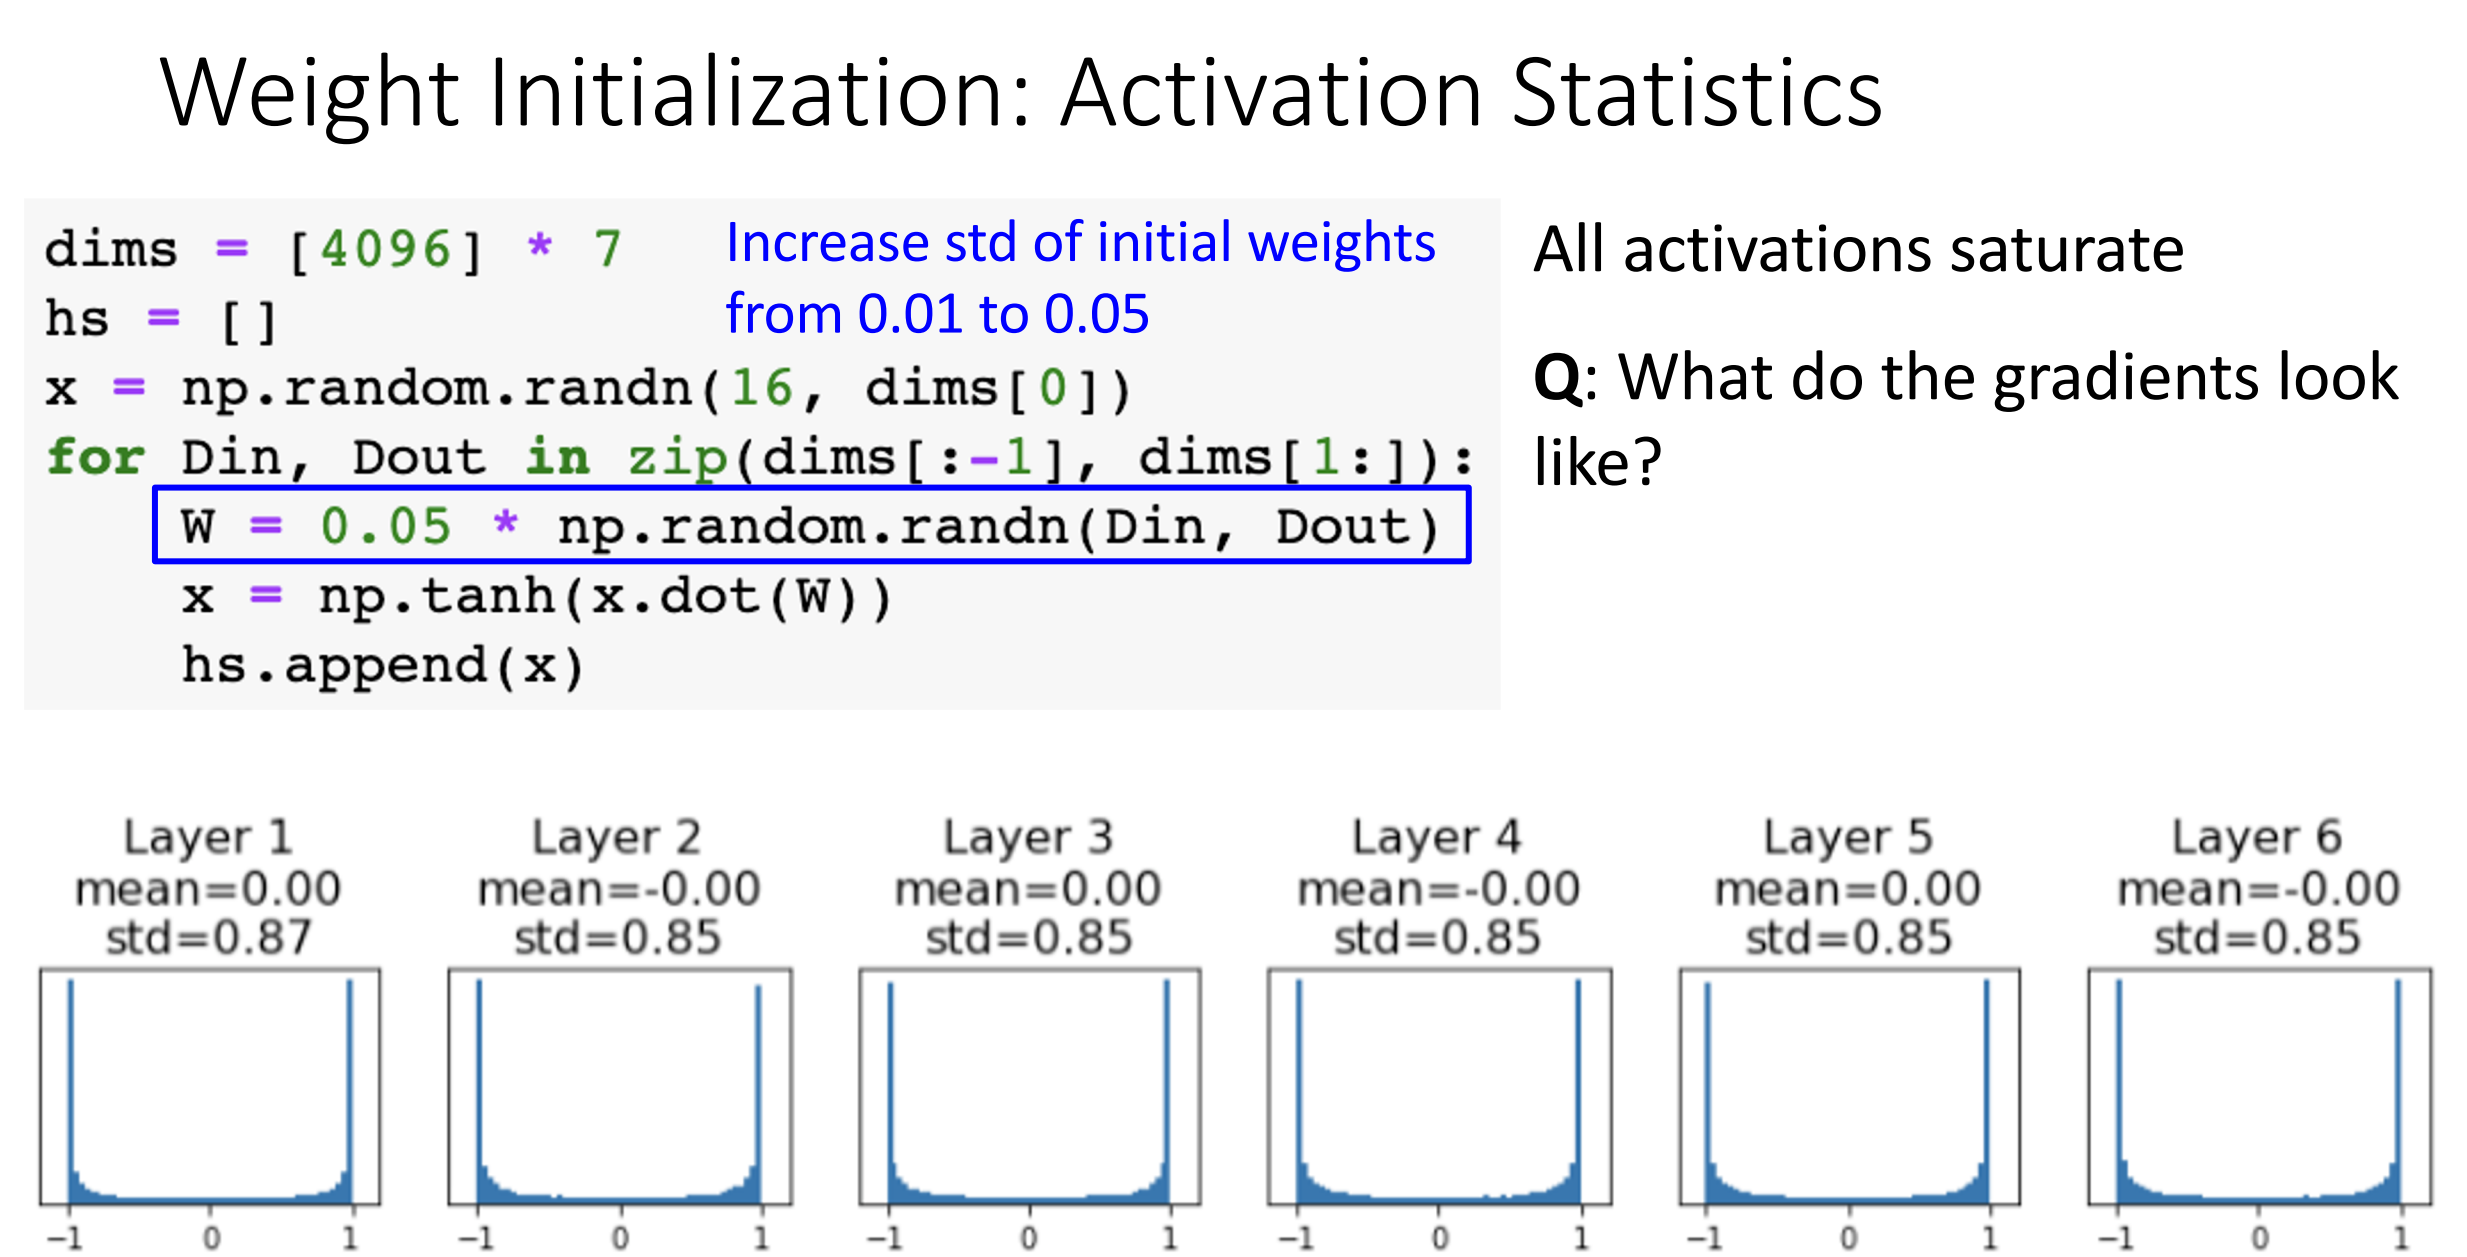 Weight Initialization: Activation Statistics
dims = [4096] * 7
hs = []
x = np.random.randn(16, dims[0])
for Din, Dout in zip(dims[:-1], dims[1:]):
W = 0.05 * np.random.randn(Din, Dout)
x = np.tanh(x.dot(W))
hs.append(x)
Increase std of initial weights
from 0.01 to 0.05
All activations saturate
Q: What do the gradients look
like?
Layer 1
mean=0.00
std=0.87
−1 0 1
Layer 2
mean=-0.00
std=0.85
−1 0 1
Layer 3
mean=0.00
std=0.85
−1 0 1
Layer 4
mean=-0.00
std=0.85
−1 0 1
Layer 5
mean=0.00
std=0.85
−1 0 1
Layer 6
mean=-0.00
std=0.85
−1 0 1